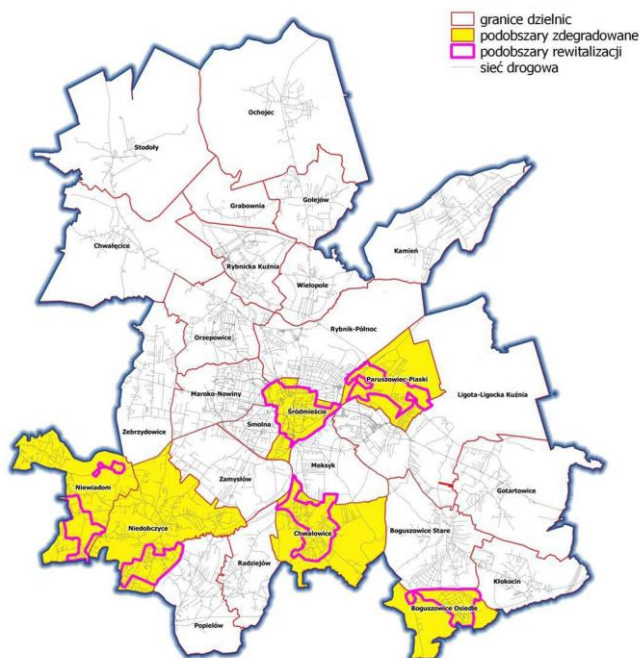 granice dzielnic
podobszary zdegradowane
podobszary rewitalizacji
sieć drogowa
Ochojec
Stodoły
Grabownia
Golejów
Chwałęcice
Kamień
Rybnicka Kuźnia
Wielopole
Rybnik-Północ
Orzepowice
Paruszowiec-Piaski
Maroko-Nowiny
Śródmieście
Ligota-Ligocka Kuźnia
Smolna
Zebrzydowice
Meksyk
Zamysłów
Niewiadom
Gotartowice
Niedobczyce
Chwałowice
Boguszowice Stare
Radziejów
Kłokocin
Boguszowice Osiedle
Popielów